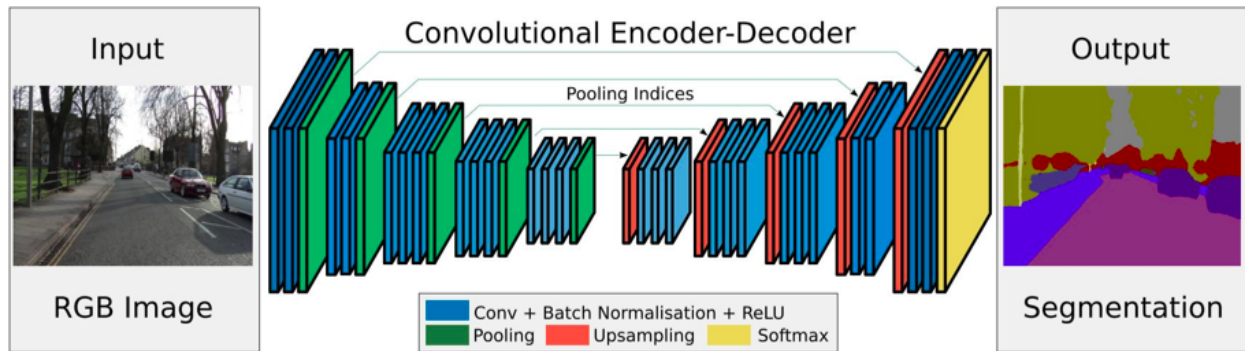 Input
RGB Image
Convolutional Encoder-Decoder
Pooling Indices
Conv + Batch Normalisation + ReLU
Pooling Upsampling Softmax
Output
Segmentation